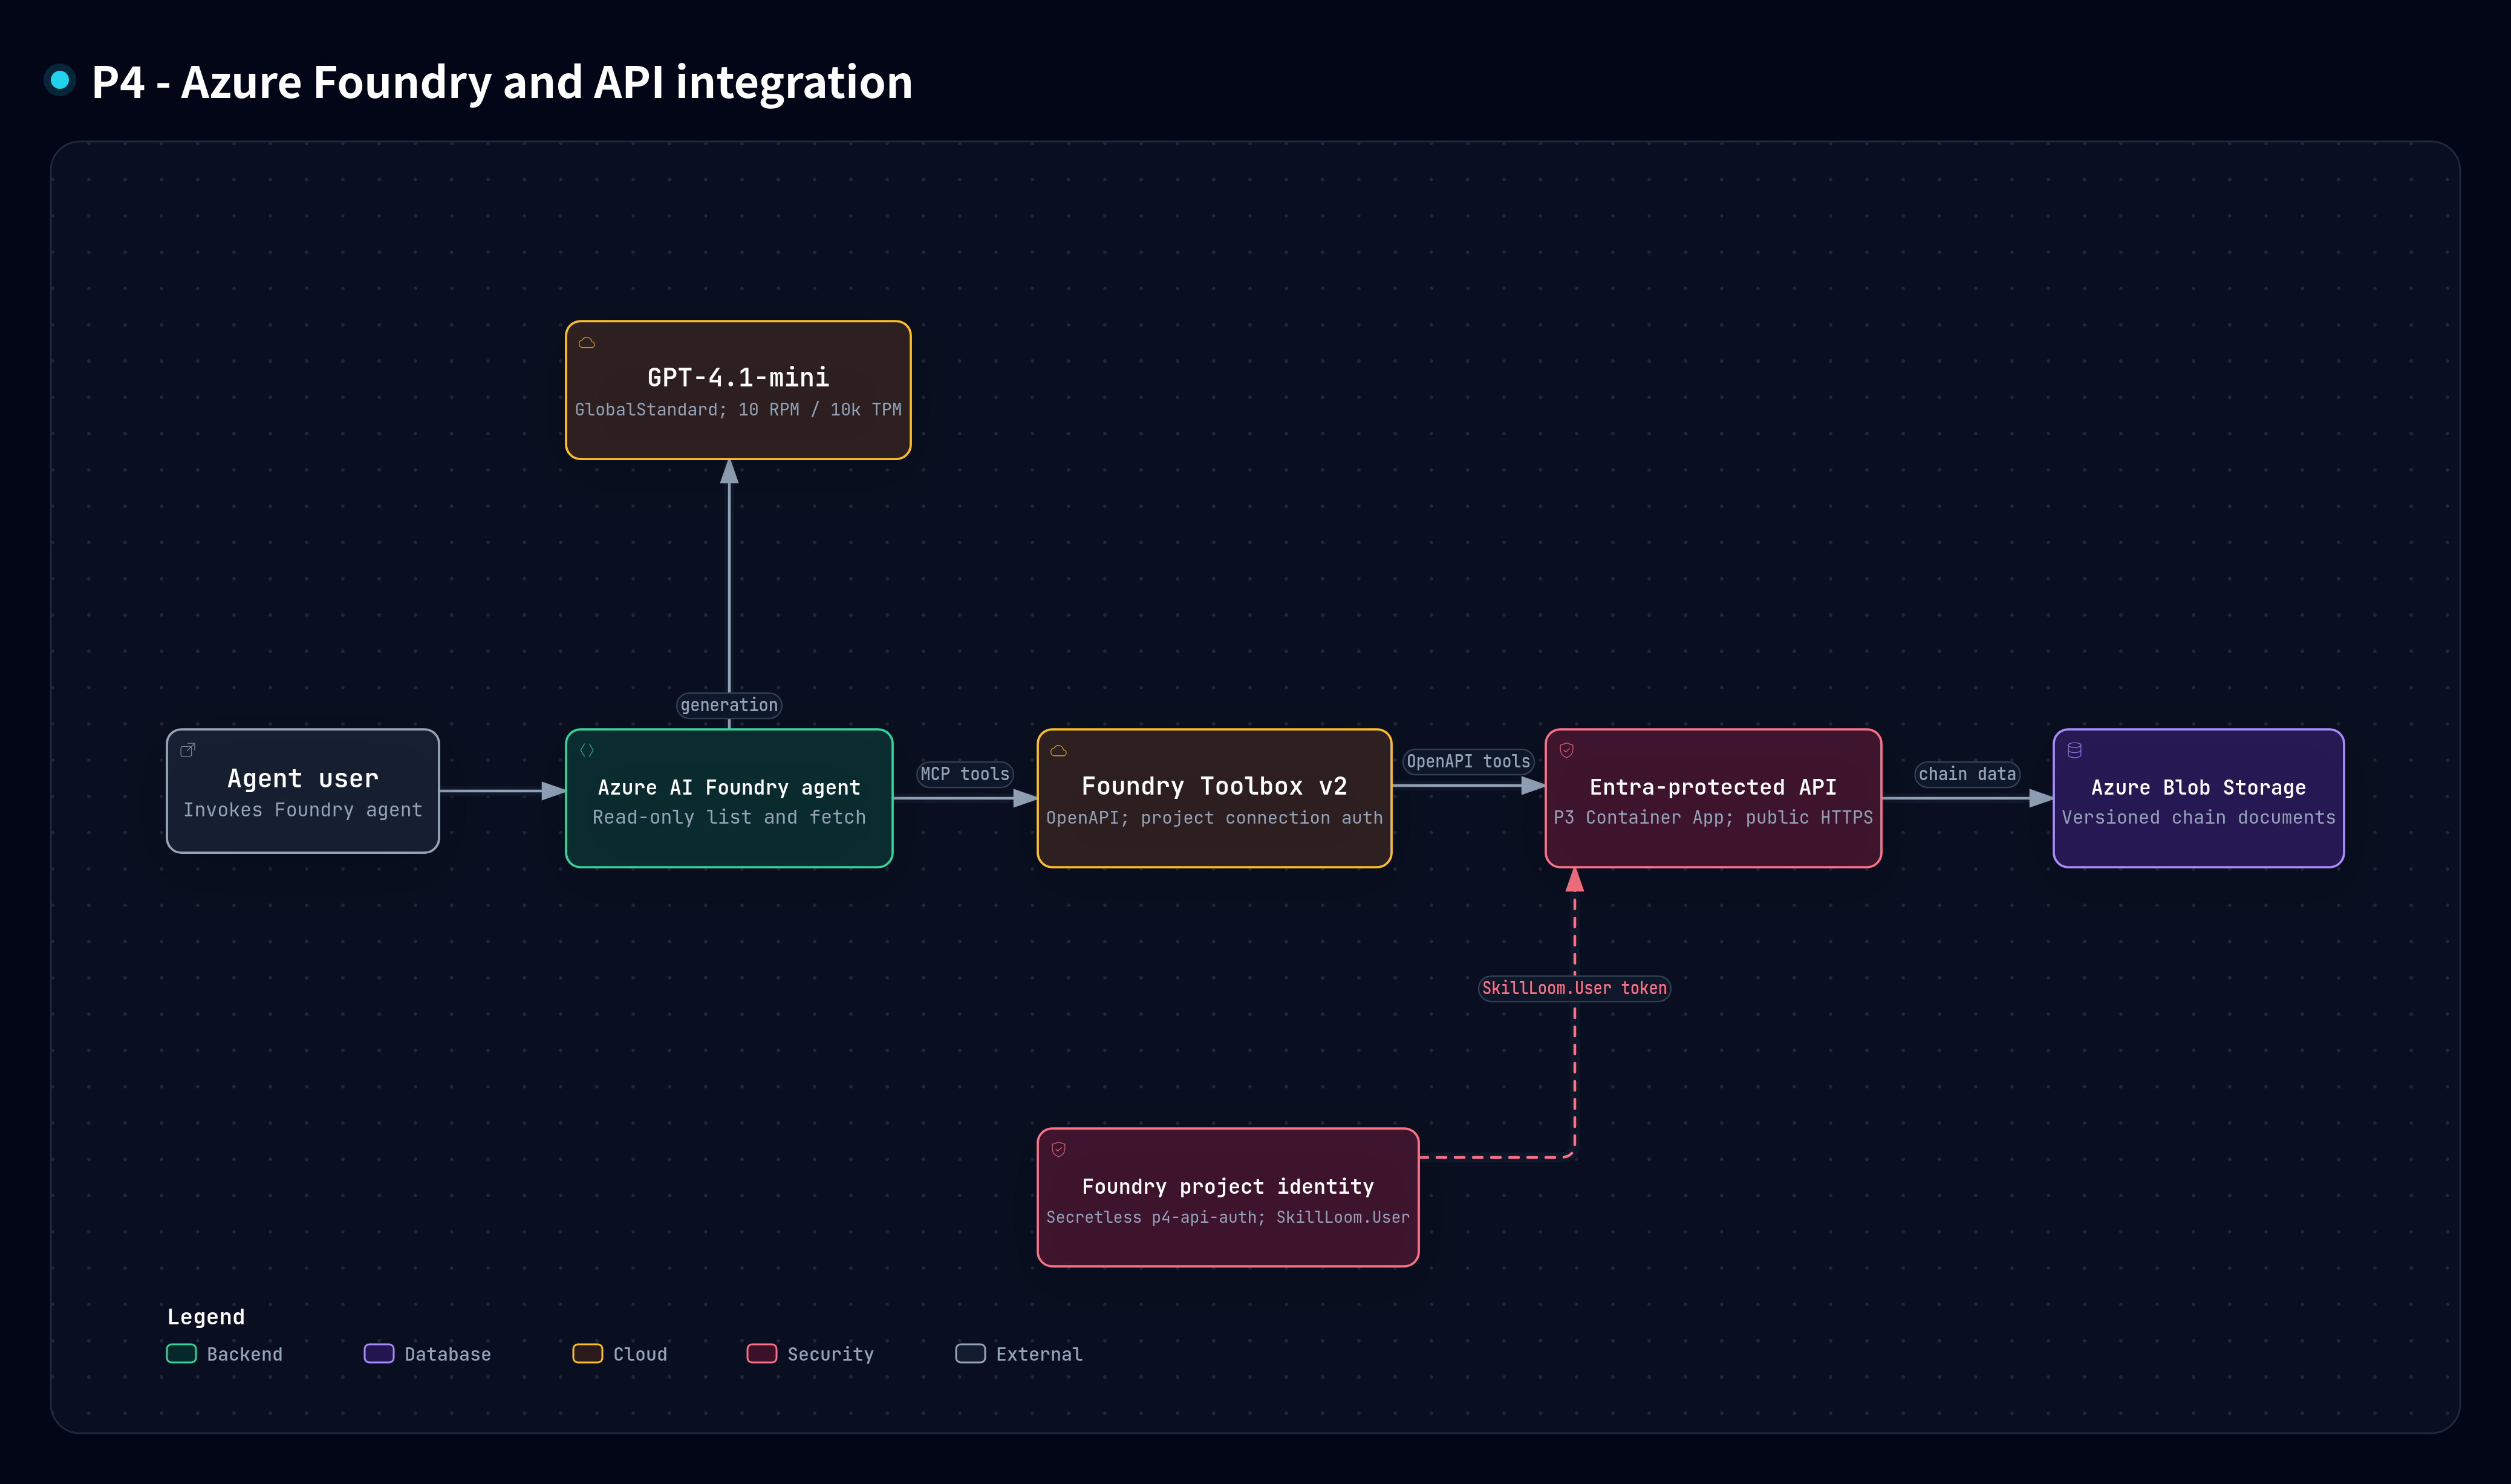 P4 - Azure Foundry and API integration
GPT-4.1-mini
GlobalStandard; 10 RPM / 10k TPM
generation
Agent user
Invokes Foundry agent
Azure AI Foundry agent
Read-only list and fetch
MCP tools
Foundry Toolbox v2
OpenAPI; project connection auth
OpenAPI tools
Entra-protected API
P3 Container App; public HTTPS
chain data
Azure Blob Storage
Versioned chain documents
SkillLoom.User token
Foundry project identity
Secretless p4-api-auth; SkillLoom.User
Legend
Backend
Database
Cloud
Security
External